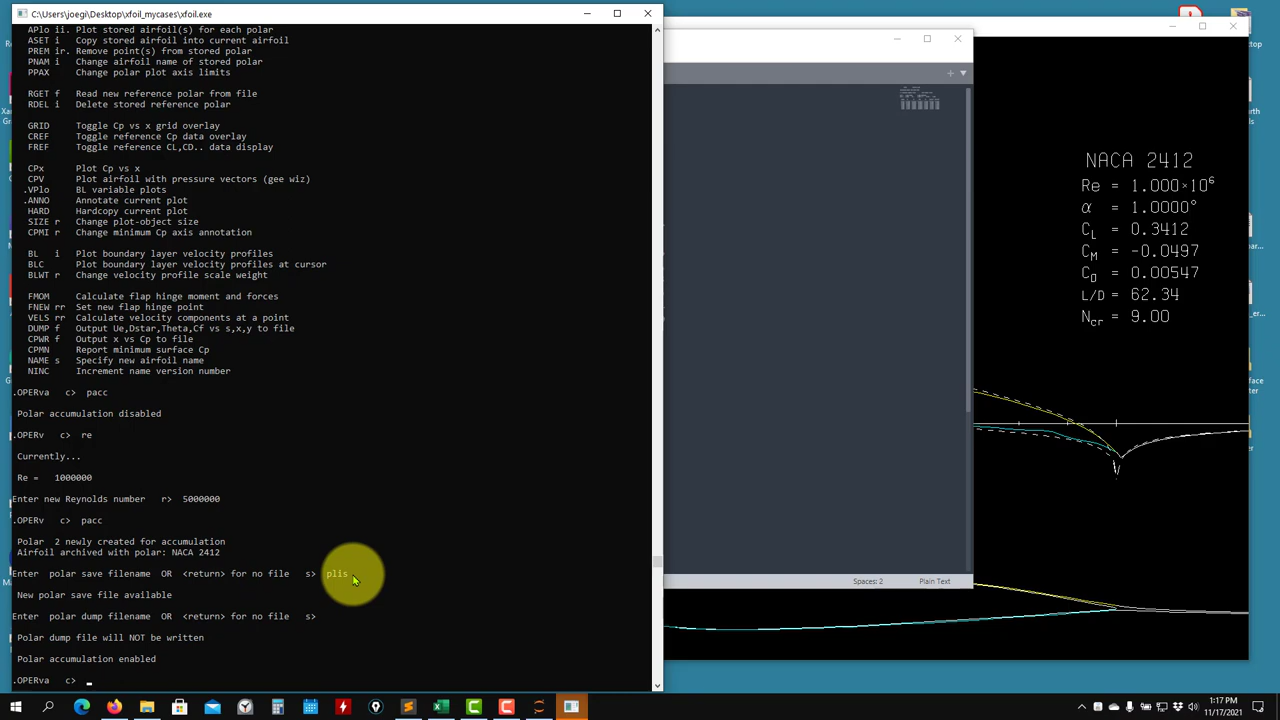 C:\Users\joegi\Desktop\xfoil_mycases\xfoil.exe
APlo ii. Plot stored airfoil(s) for each polar
ASET i Copy stored airfoil into current airfoil
PREM ir. Remove point(s) from stored polar
PNAM i Change airfoil name of stored polar
PPAX Change polar plot axis limits
RGET f Read new reference polar from file
RDEL i Delete stored reference polar
GRID Toggle Cp vs x grid overlay
CREF Toggle reference Cp data overlay
FREF Toggle reference CL,CD.. data display
CPx Plot Cp vs x
CPV Plot airfoil with pressure vectors (gee wiz)
.VPlo BL variable plots
.ANNO Annotate current plot
HARD Hardcopy current plot
SIZE r Change plot-object size
CPMI r Change minimum Cp axis annotation
BL i Plot boundary layer velocity profiles
BLC Plot boundary layer velocity profiles at cursor
BLWT r Change velocity profile scale weight
FMOM Calculate flap hinge moment and forces
FNEW rr Set new flap hinge point
VELS rr Calculate velocity components at a point
DUMP f Output Ue,Dstar,Theta,Cf vs s,x,y to file
CPWR f Output x vs Cp to file
CPMN Report minimum surface Cp
NAME s Specify new airfoil name
NINC Increment name version number
.OPERva c> pacc
Polar accumulation disabled
.OPERv c> re
Currently...
Re = 1000000
Enter new Reynolds number r> 5000000
.OPERv c> pacc
Polar 2 newly created for accumulation
Airfoil archived with polar: NACA 2412
Enter polar save filename OR <return> for no file s> plis
New polar save file available
Enter polar dump filename OR <return> for no file s>
Polar dump file will NOT be written
Polar accumulation enabled
.OPERva c>
Spaces: 2
Plain Text
NACA 2412
Re = 1.000×10⁶
α = 1.0000°
CL = 0.3412
CM = -0.0497
CD = 0.00547
L/D = 62.34
Ncr = 9.00
1:17 PM
11/17/2021